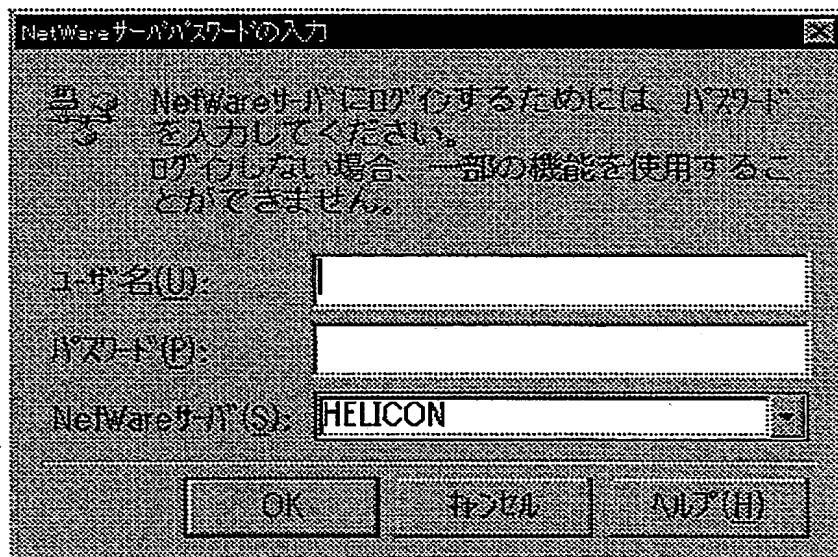 NetWareサーバパスワードの入力
NetWareサーバにログインするためには、パスワード
を入力してください。
ログインしない場合、一部の機能を使用するこ
とができません。
ユーザ名(U):
パスワード(P):
NetWareサーバ(S): HELICON
OK キャンセル ヘルプ(H)